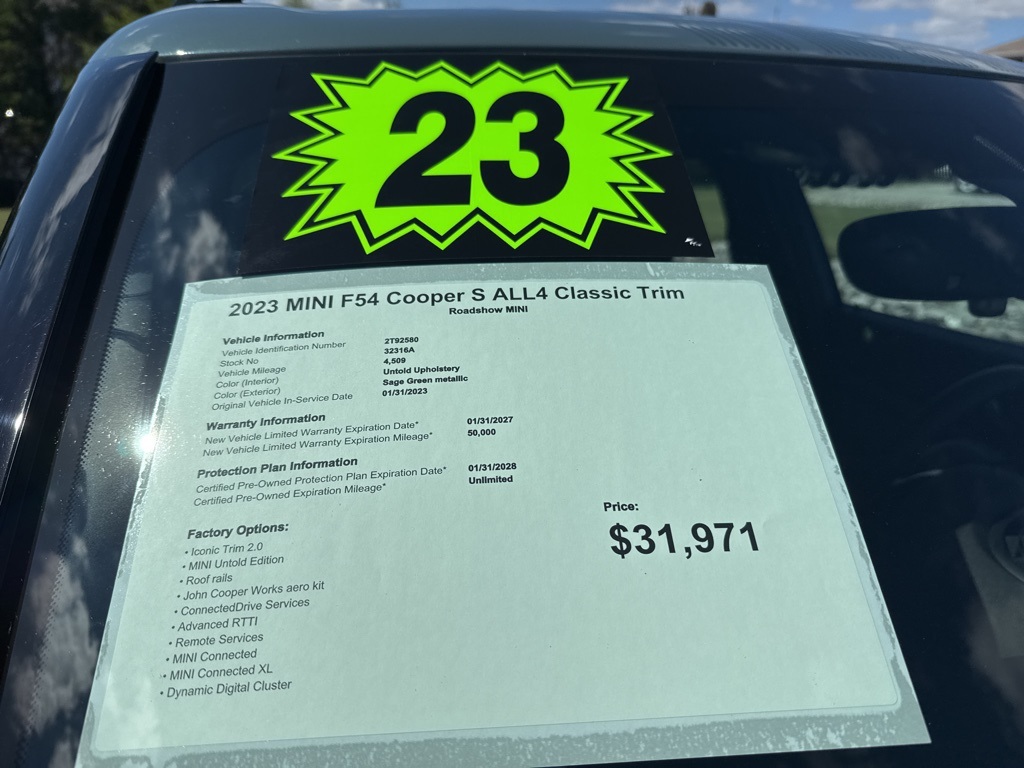 23
2023 MINI F54 Cooper S ALL4 Classic Trim
Roadshow MINI
Vehicle Information
Vehicle Identification Number 2T92580
Stock No 32316A
Vehicle Mileage 4,509
Color (Interior) Untold Upholstery
Color (Exterior) Sage Green metallic
Original Vehicle In-Service Date 01/31/2023
Warranty Information
New Vehicle Limited Warranty Expiration Date* 01/31/2027
New Vehicle Limited Warranty Expiration Mileage* 50,000
Protection Plan Information
Certified Pre-Owned Protection Plan Expiration Date* 01/31/2028
Certified Pre-Owned Expiration Mileage* Unlimited
Factory Options:
• Iconic Trim 2.0
• MINI Untold Edition
• Roof rails
• John Cooper Works aero kit
• ConnectedDrive Services
• Advanced RTTI
• Remote Services
• MINI Connected
• MINI Connected XL
• Dynamic Digital Cluster
Price:
$31,971